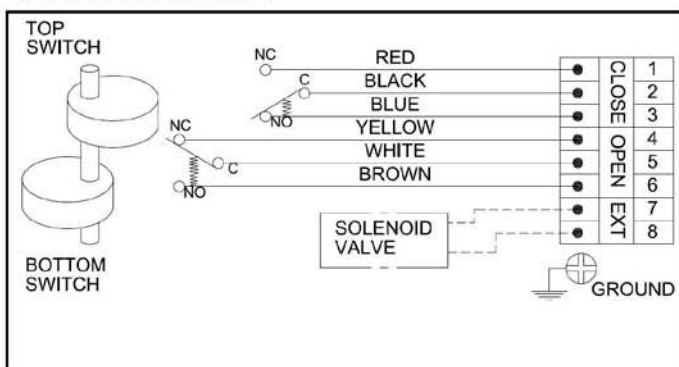 TOP
SWITCH
NC
RED
C
BLACK
NO
BLUE
NC
YELLOW
C
WHITE
NO
BROWN
CLOSE
1
2
3
OPEN
4
5
6
EXT
7
8
SOLENOID
VALVE
BOTTOM
SWITCH
GROUND